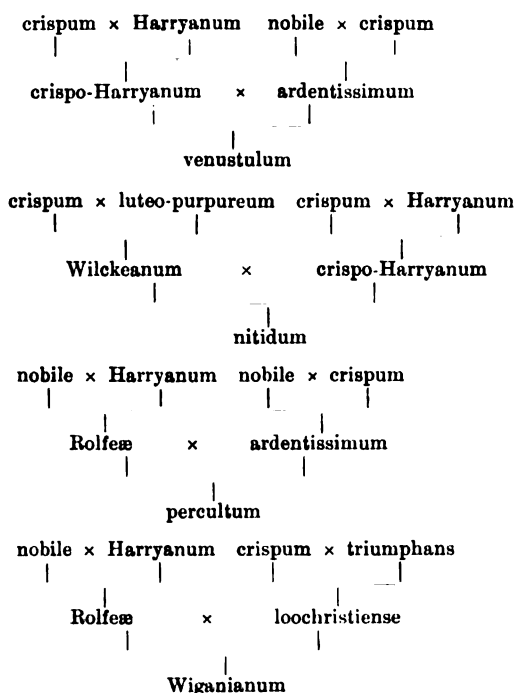 crispum × Harryanum nobile × crispum
crispo-Harryanum × ardentissimum
venustulum
crispum × luteo-purpureum crispum × Harryanum
Wilckeanum × crispo-Harryanum
nitidum
nobile × Harryanum nobile × crispum
Rolfeæ × ardentissimum
percultum
nobile × Harryanum crispum × triumphans
Rolfeæ × loochristiense
Wiganianum